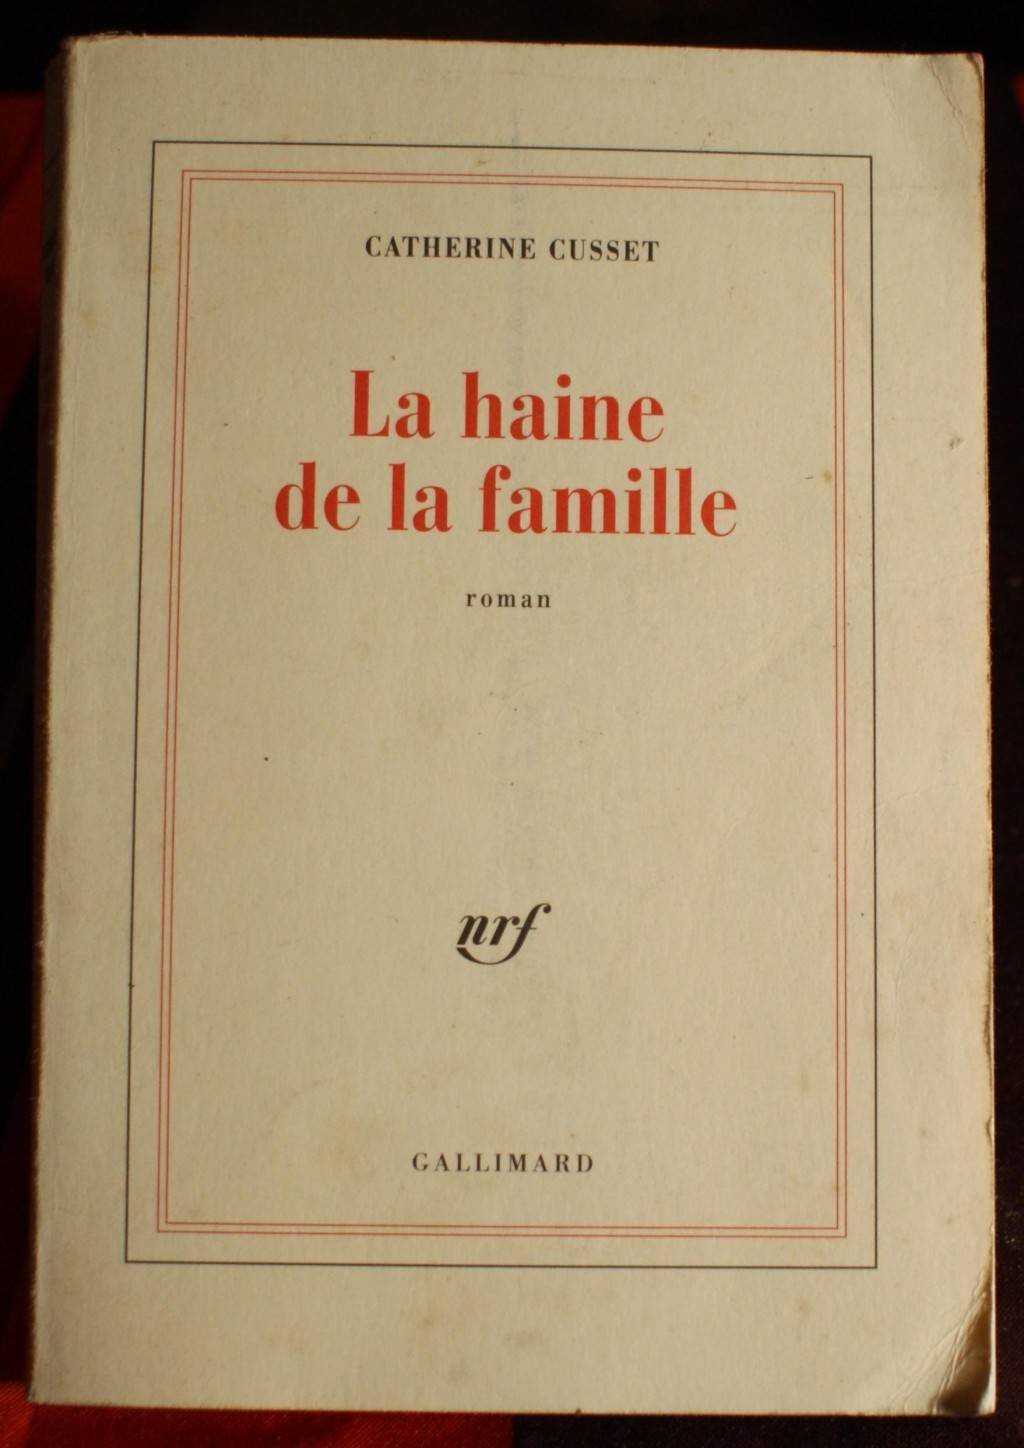 CATHERINE CUSSET
La haine
de la famille
roman
nrf
GALLIMARD